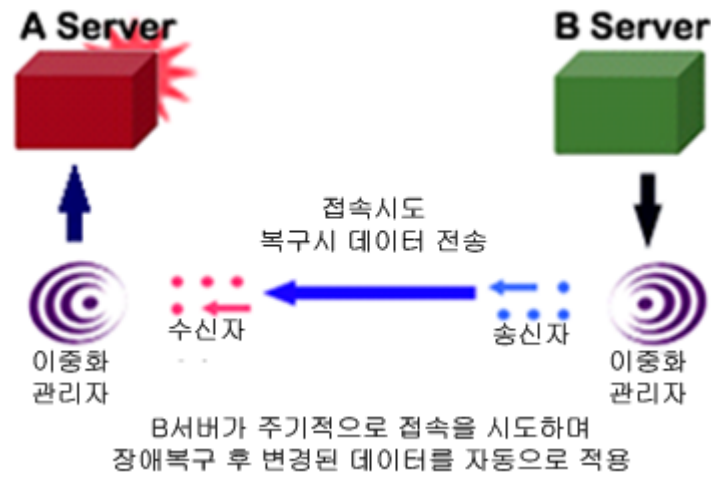 A Server
B Server
접속시도
복구시 데이터 전송
수신자
송신자
이중화
관리자
이중화
관리자
B서버가 주기적으로 접속을 시도하며
장애복구 후 변경된 데이터를 자동으로 적용